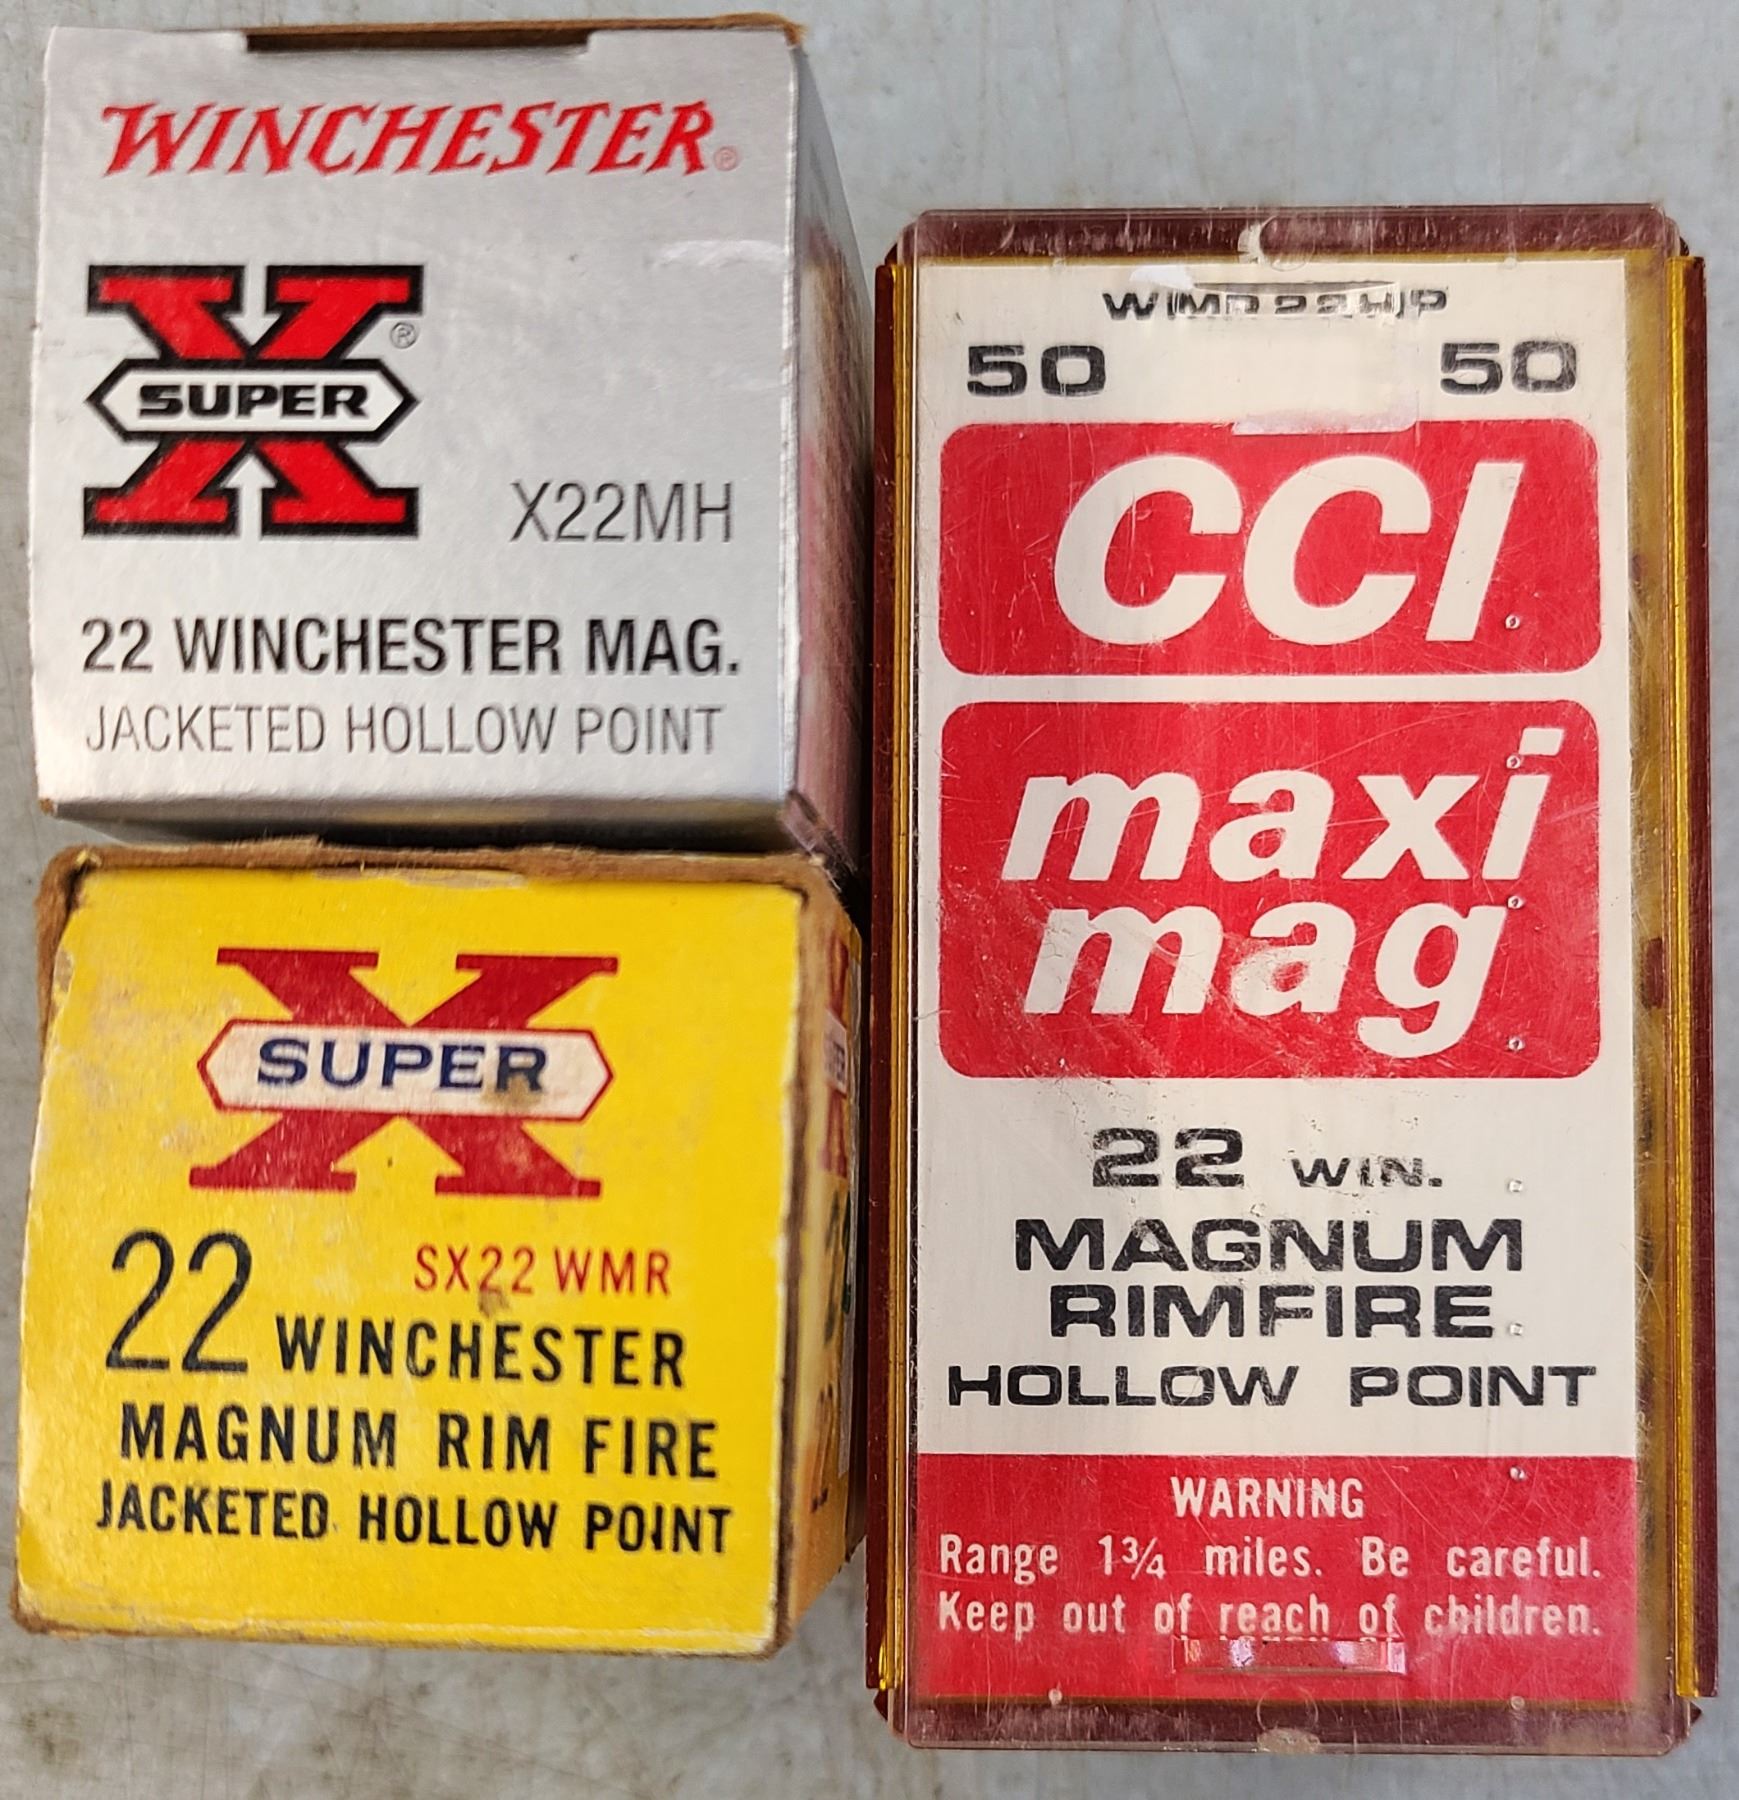 WINCHESTER®
X
SUPER
®
X22MH
22 WINCHESTER MAG.
JACKETED HOLLOW POINT
X
SUPER
SX22WMR
22 WINCHESTER
MAGNUM RIM FIRE
JACKETED HOLLOW POINT
50 50
CCI
maxi
mag
22 WIN.
MAGNUM
RIMFIRE
HOLLOW POINT
WARNING
Range 1¾ miles. Be careful.
Keep out of reach of children.